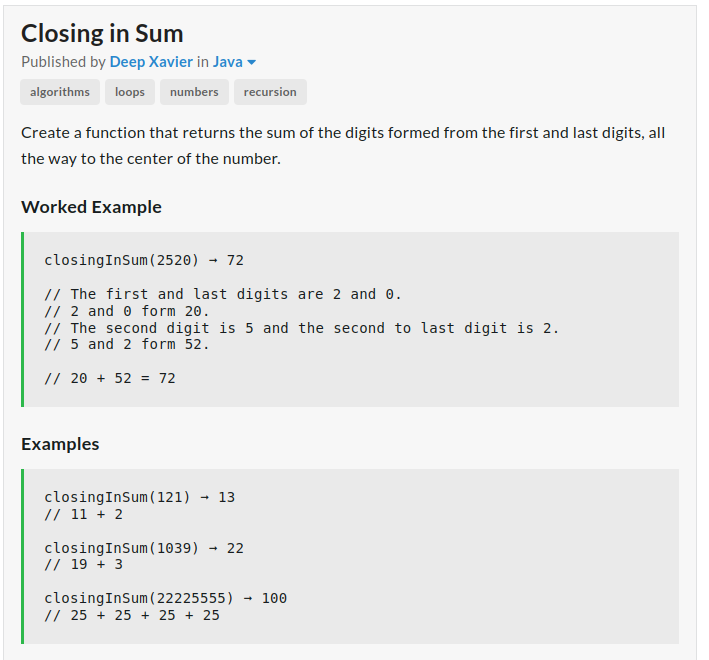 Closing in Sum
Published by Deep Xavier in Java
algorithms loops numbers recursion
Create a function that returns the sum of the digits formed from the first and last digits, all
the way to the center of the number.
Worked Example
closingInSum(2520) → 72
// The first and last digits are 2 and 0.
// 2 and 0 form 20.
// The second digit is 5 and the second to last digit is 2.
// 5 and 2 form 52.
// 20 + 52 = 72
Examples
closingInSum(121) → 13
// 11 + 2
closingInSum(1039) → 22
// 19 + 3
closingInSum(22225555) → 100
// 25 + 25 + 25 + 25